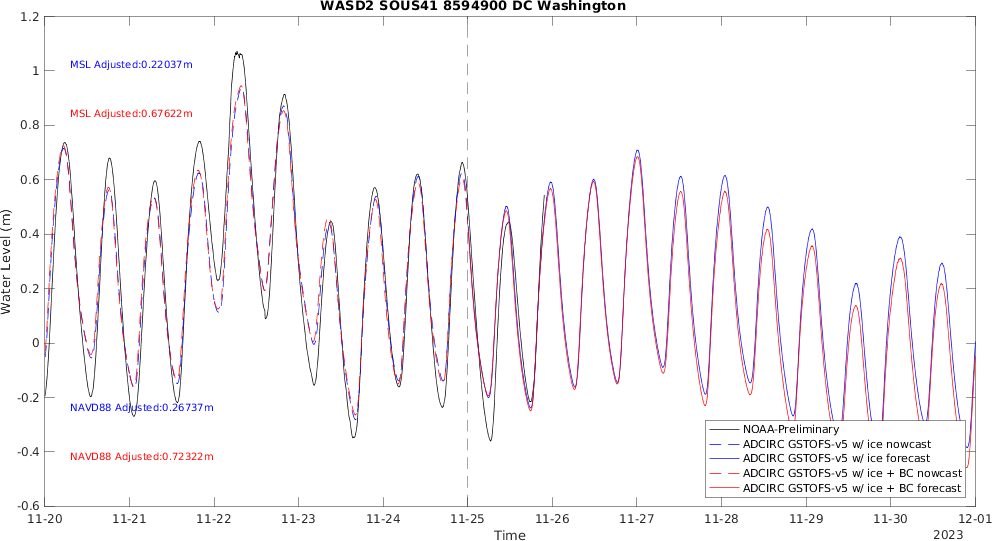 WASD2 SOUS41 8594900 DC Washington
1.2
1
0.8
0.6
0.4
0.2
0
-0.2
-0.4
-0.6
Water Level (m)
MSL Adjusted:0.22037m
MSL Adjusted:0.67622m
NAVD88 Adjusted:0.26737m
NAVD88 Adjusted:0.72322m
NOAA-Preliminary
ADCIRC GSTOFS-v5 w/ ice nowcast
ADCIRC GSTOFS-v5 w/ ice forecast
ADCIRC GSTOFS-v5 w/ ice + BC nowcast
ADCIRC GSTOFS-v5 w/ ice + BC forecast
11-20 11-21 11-22 11-23 11-24 11-25 11-26 11-27 11-28 11-29 11-30 12-01
Time
2023